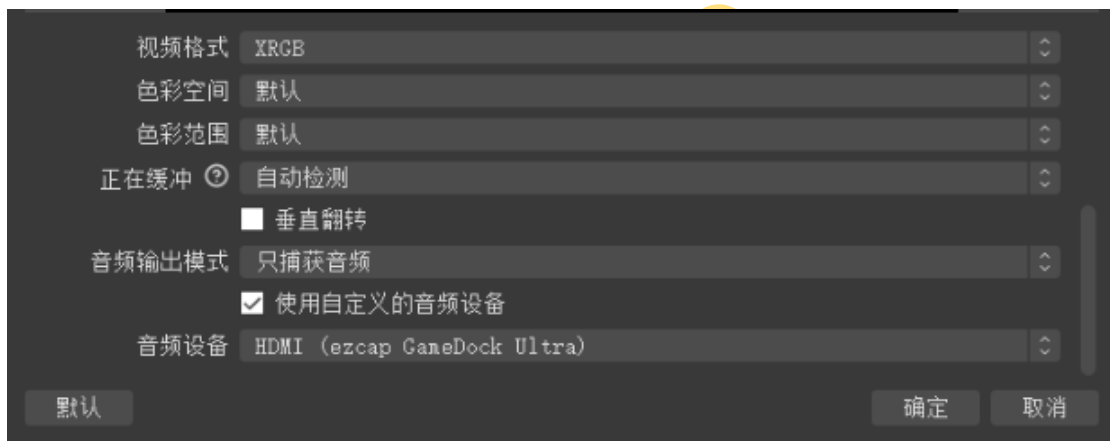 视频格式 XRGB
色彩空间 默认
色彩范围 默认
正在缓冲 ? 自动检测
垂直翻转
音频输出模式 只捕获音频
使用自定义的音频设备
音频设备 HDMI (ezcap GameDock Ultra)
默认 确定 取消